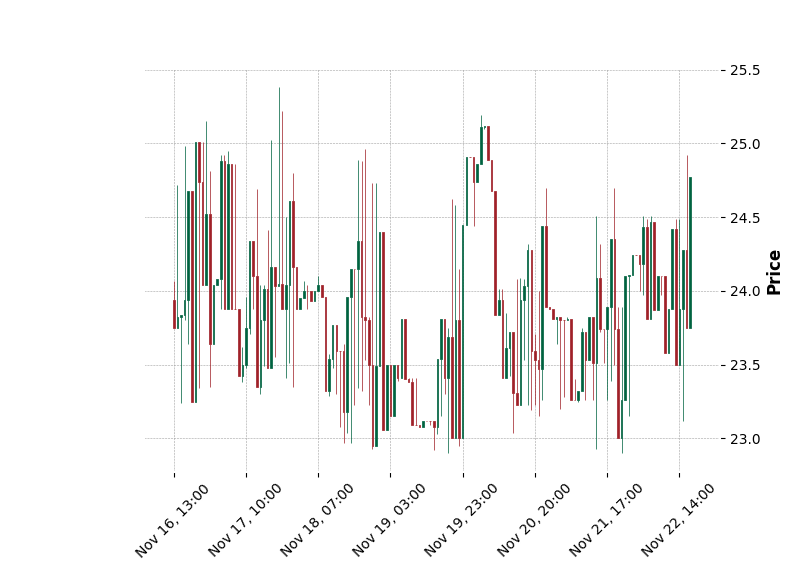 25.5
25.0
24.5
24.0
23.5
23.0
Price
Nov 16, 13:00
Nov 17, 10:00
Nov 18, 07:00
Nov 19, 03:00
Nov 19, 23:00
Nov 20, 20:00
Nov 21, 17:00
Nov 22, 14:00